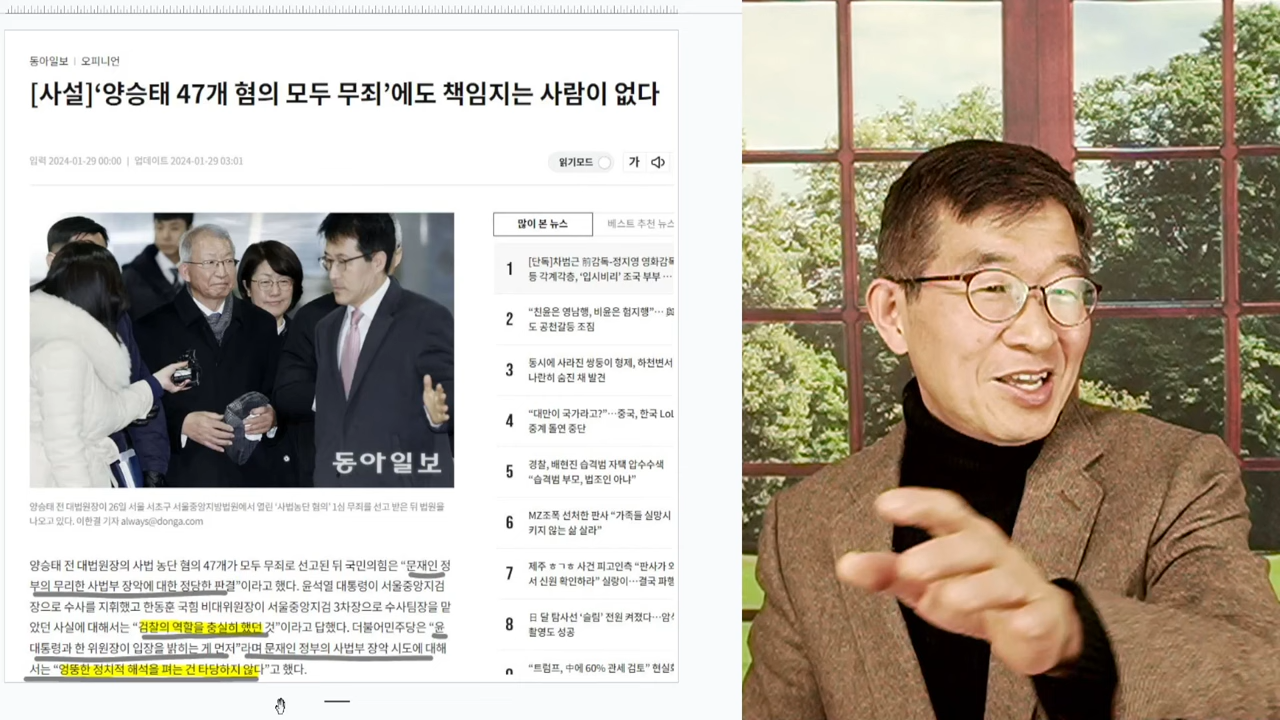 동아일보 | 오피니언
[사설]‘양승태 47개 혐의 모두 무죄’에도 책임지는 사람이 없다
입력 2024-01-29 00:00 | 업데이트 2024-01-29 03:01
읽기모드
가
동아일보
양승태 전 대법원장이 26일 서울 서초구 서울중앙지방법원에서 열린 ‘사법농단 혐의’ 1심 무죄를 선고 받은 뒤 법원을
나오고 있다. 이한결 기자 always@donga.com
양승태 전 대법원장의 사법 농단 혐의 47개가 모두 무죄로 선고된 뒤 국민의힘은 “문재인 정
부의 무리한 사법부 장악에 대한 정당한 판결”이라고 했다. 윤석열 대통령이 서울중앙지검
장으로 수사를 지휘했고 한동훈 국힘 비대위원장이 서울중앙지검 3차장으로 수사팀장을 맡
았던 사실에 대해서는 “검찰의 역할을 충실히 했던 것”이라고 답했다. 더불어민주당은 “윤
대통령과 한 위원장이 입장을 밝히는 게 먼저”라며 문재인 정부의 사법부 장악 시도에 대해
서는 “엉뚱한 정치적 해석을 펴는 건 타당하지 않다”고 했다.
많이 본 뉴스
베스트 추천 뉴스
1
[단독]차범근 前감독-정지영 영화감독
등 각계각층, ‘입시비리’ 조국 부부…
2
“친윤은 영남행, 비윤은 험지행”…
도 공천갈등 조짐
3
동시에 사라진 쌍둥이 형제, 하천변서
나란히 숨진 채 발견
4
“대만이 국가라고?”…중국, 한국 LoL
중계 돌연 중단
5
경찰, 배현진 습격범 자택 압수수색
“습격범 부모, 법조인 아냐”
6
MZ조폭 선처한 판사 “가족들 실망시
키지 않는 삶 살라”
7
제주 ㅎㄱㅎ 사건 피고인측 “판사가
서 신원 확인하라” 실랑이…결국 파행
8
日 달 탐사선 ‘슬림’ 전원 켜졌다…암석
촬영도 성공
“트럼프, 中에 60% 관세 검토” 현실화